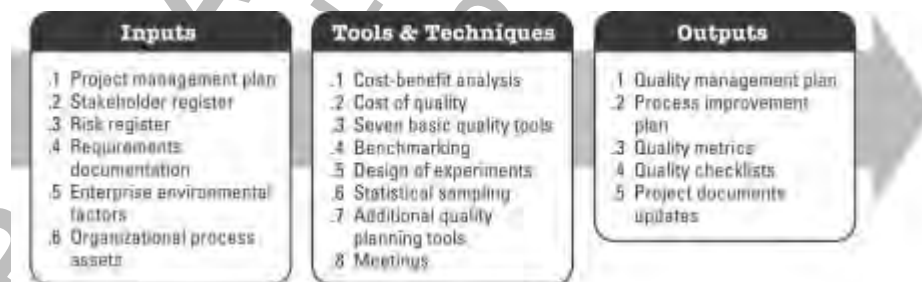 Inputs
.1 Project management plan
.2 Stakeholder register
.3 Risk register
.4 Requirements
documentation
.5 Enterprise environmental
factors
.6 Organizational process
assets
Tools & Techniques
.1 Cost-benefit analysis
.2 Cost of quality
.3 Seven basic quality tools
.4 Benchmarking
.5 Design of experiments
.6 Statistical sampling
.7 Additional quality
planning tools
.8 Meetings
Outputs
.1 Quality management plan
.2 Process improvement
plan
.3 Quality metrics
.4 Quality checklists
.5 Project documents
updates